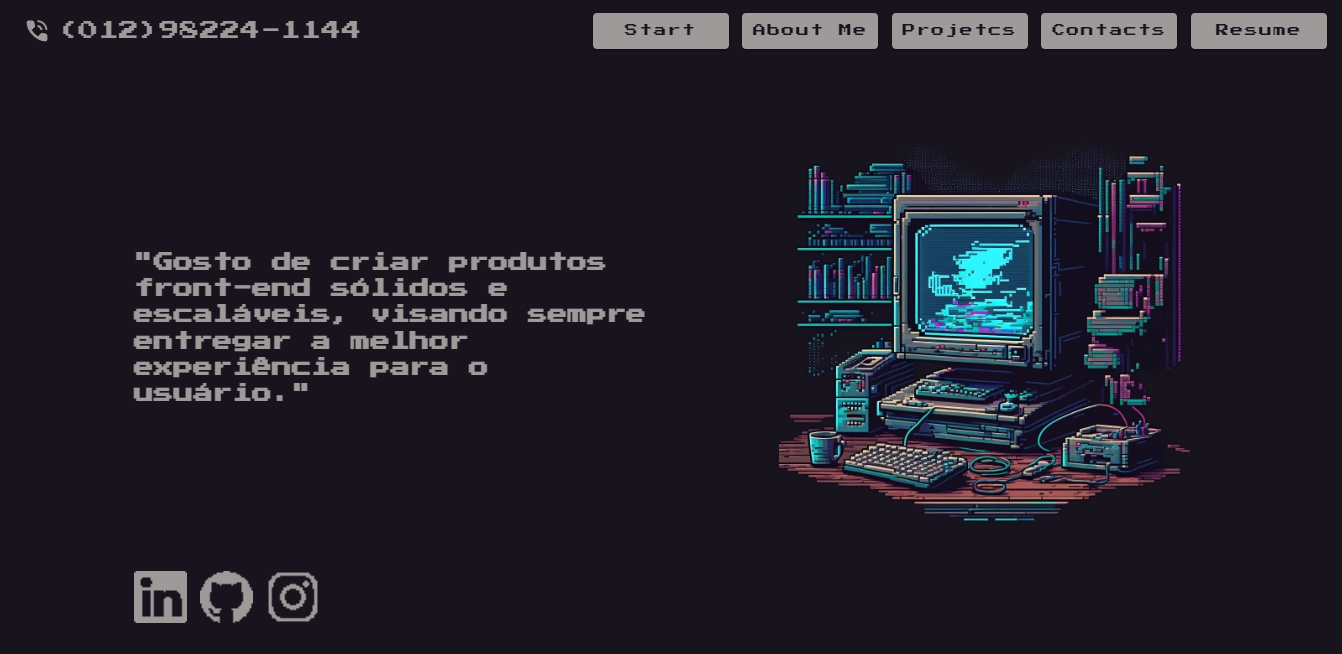 (012)98224-1144
Start
About Me
Projetcs
Contacts
Resume
"Gosto de criar produtos
front-end sólidos e
escaláveis, visando sempre
entregar a melhor
experiência para o
usuário."
in